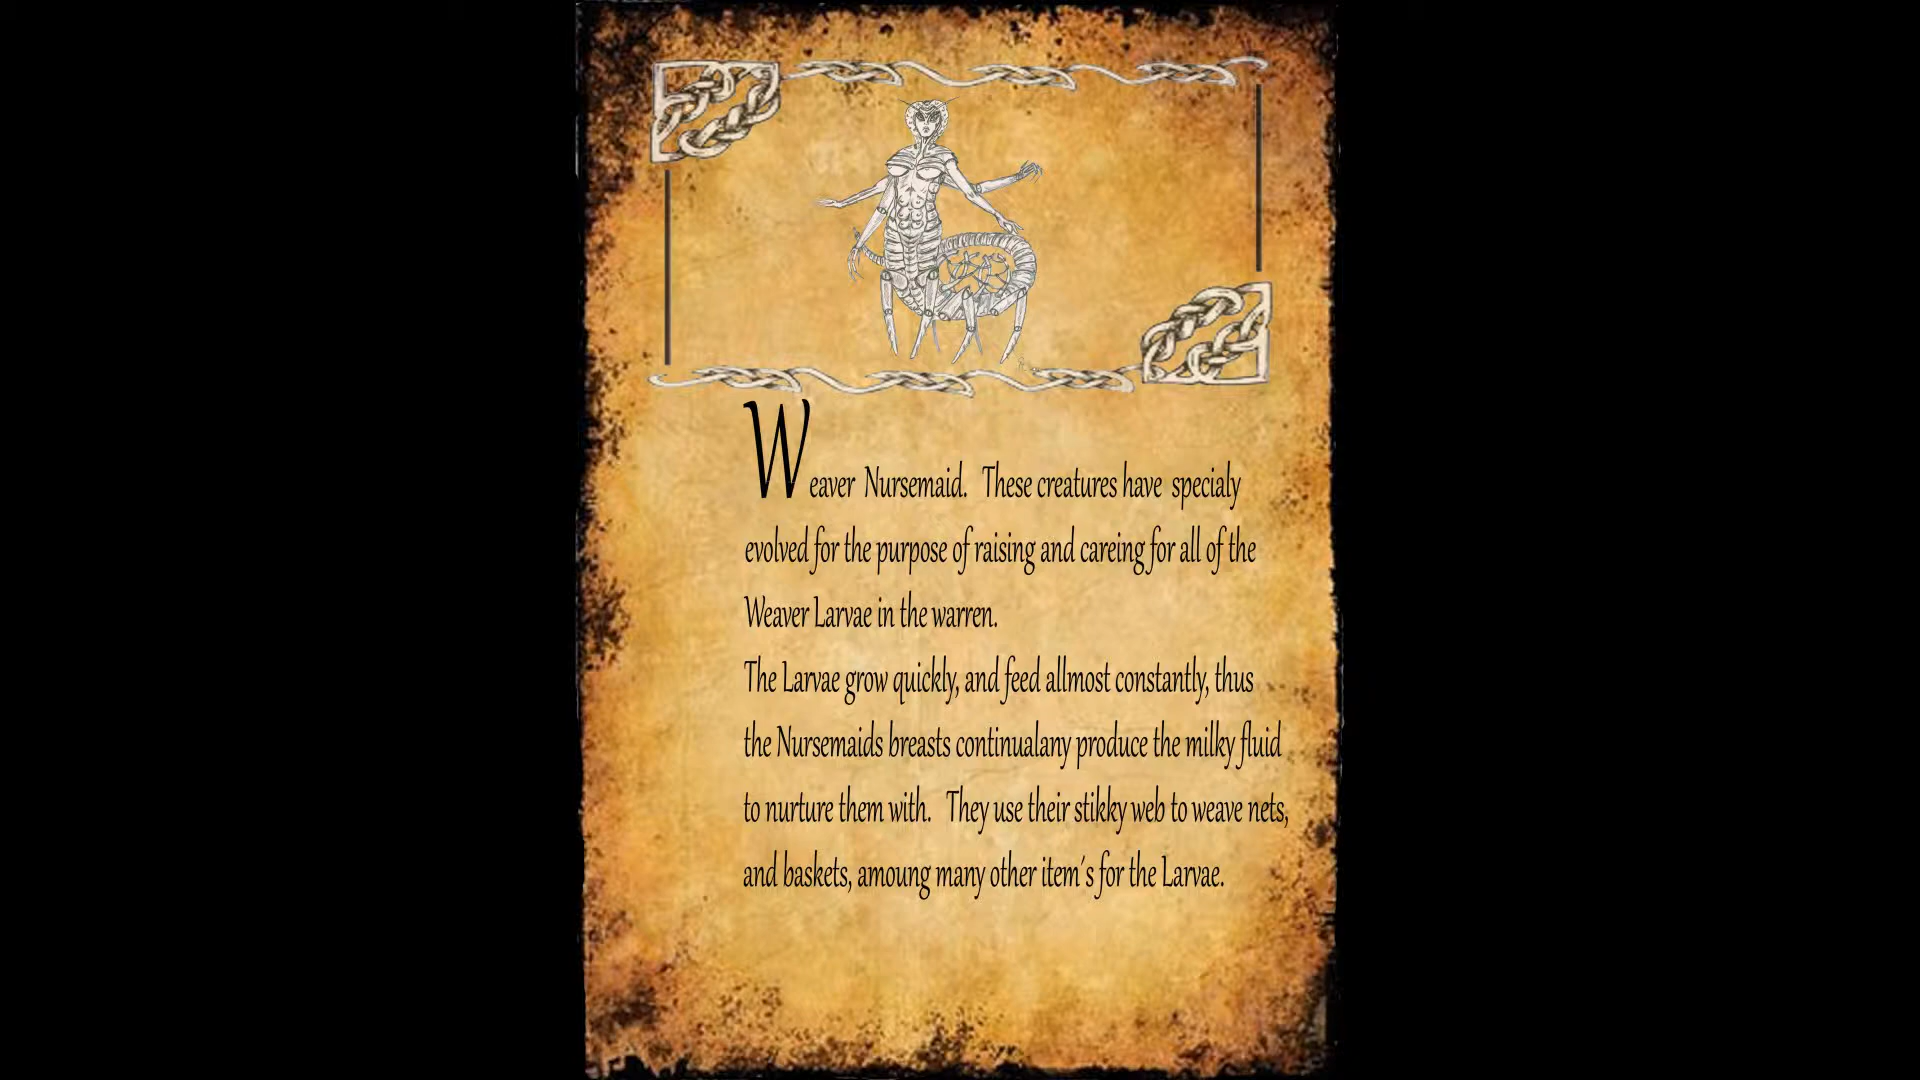 Weaver Nursemaid. These creatures have specialy
evolved for the purpose of raising and careing for all of the
Weaver Larvae in the warren.
The Larvae grow quickly, and feed allmost constantly, thus
the Nursemaids breasts continualany produce the milky fluid
to nurture them with. They use their stikky web to weave nets,
and baskets, amoung many other item's for the Larvae.